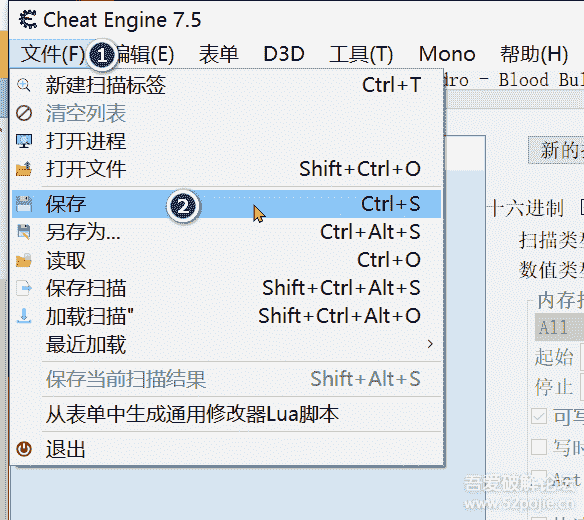 Cheat Engine 7.5
文件(F) 1 编辑(E) 表单 D3D 工具(T) Mono 帮助(H)
dro - Blood Bul
新建扫描标签 Ctrl+T
清空列表
打开进程
打开文件 Shift+Ctrl+O
保存 2 Ctrl+S
另存为... Ctrl+Alt+S
读取 Ctrl+O
保存扫描 Shift+Ctrl+Alt+S
加载扫描" Shift+Ctrl+Alt+O
最近加载
保存当前扫描结果 Shift+Alt+S
从表单中生成通用修改器Lua脚本
退出
新的
十六进制
扫描类
数值类
内存扫
All
起始
停止
可写
写时
Act
吾爱破解论坛
www.52pojie.cn